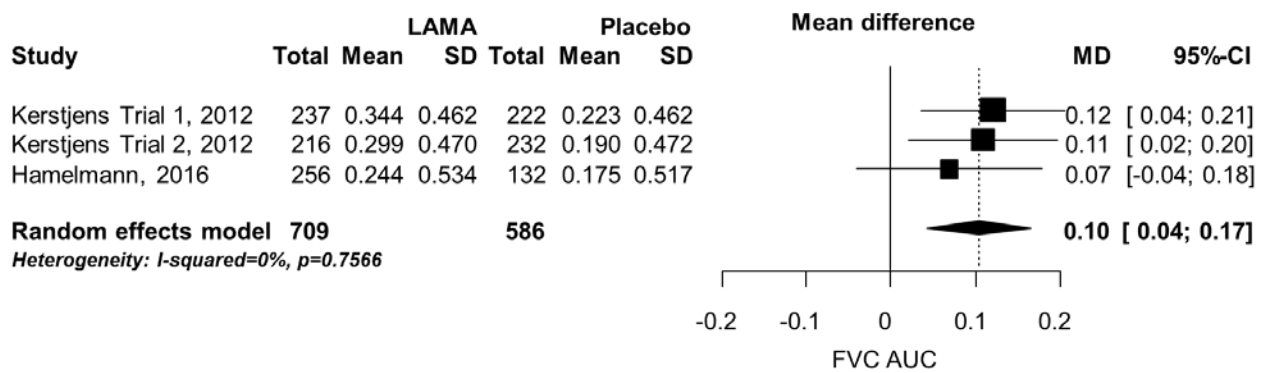 LAMA Placebo Mean difference
Study Total Mean SD Total Mean SD MD 95%-CI
Kerstjens Trial 1, 2012 237 0.344 0.462 222 0.223 0.462 0.12 [ 0.04; 0.21]
Kerstjens Trial 2, 2012 216 0.299 0.470 232 0.190 0.472 0.11 [ 0.02; 0.20]
Hamelmann, 2016 256 0.244 0.534 132 0.175 0.517 0.07 [-0.04; 0.18]
Random effects model 709 586 0.10 [ 0.04; 0.17]
Heterogeneity: I-squared=0%, p=0.7566
-0.2 -0.1 0 0.1 0.2
FVC AUC